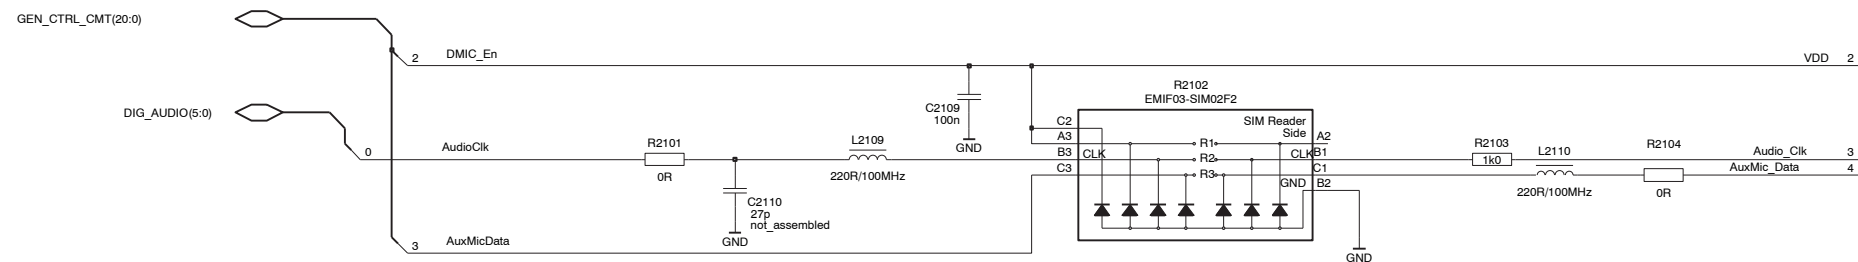 GEN_CTRL_CMT(20:0)
2 DMIC_En
VDD 2
R2102
EMIF03-SIM02F2
DIG_AUDIO(5:0)
C2109
100n
GND
C2
SIM Reader
Side
A3
R1
A2
0 AudioClk
R2101
0R
L2109
220R/100MHz
B3 CLK
R2
CLK B1
R2103
1k0
Audio_Clk 3
C3
R3
C1
L2110
220R/100MHz
R2104
0R
AuxMic_Data 4
GND B2
C2110
27p
not_assembled
GND
3 AuxMicData
GND